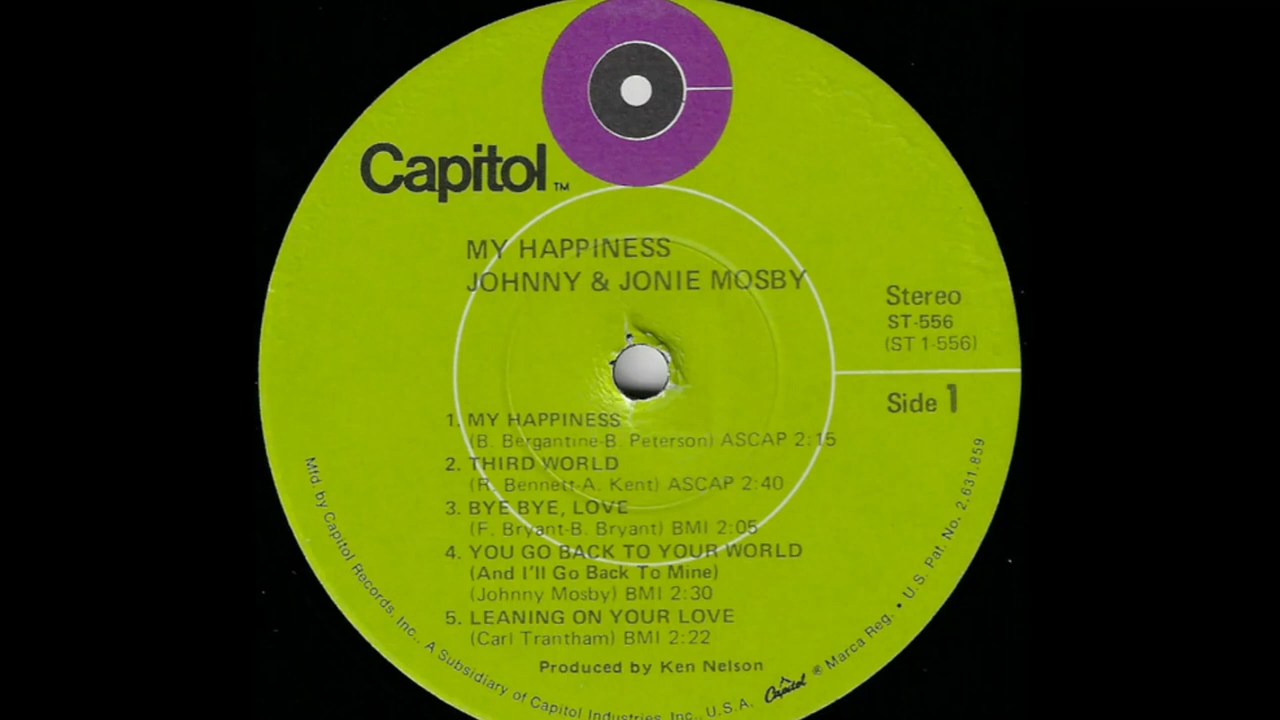 Capitol TM
MY HAPPINESS
JOHNNY & JONIE MOSBY
Stereo
ST-556
(ST 1-556)
Side 1
1. MY HAPPINESS
(B. Bergantine-B. Peterson) ASCAP 2:15
2. THIRD WORLD
(R. Bennett-A. Kent) ASCAP 2:40
3. BYE BYE, LOVE
(F. Bryant-B. Bryant) BMI 2:05
4. YOU GO BACK TO YOUR WORLD
(And I'll Go Back To Mine)
(Johnny Mosby) BMI 2:30
5. LEANING ON YOUR LOVE
(Carl Trantham) BMI 2:22
Produced by Ken Nelson
Mfd. by Capitol Records, Inc., A Subsidiary of Capitol Industries, Inc., U.S.A. Capitol ® Marca Reg. • U.S. Pat. No. 2,631,859